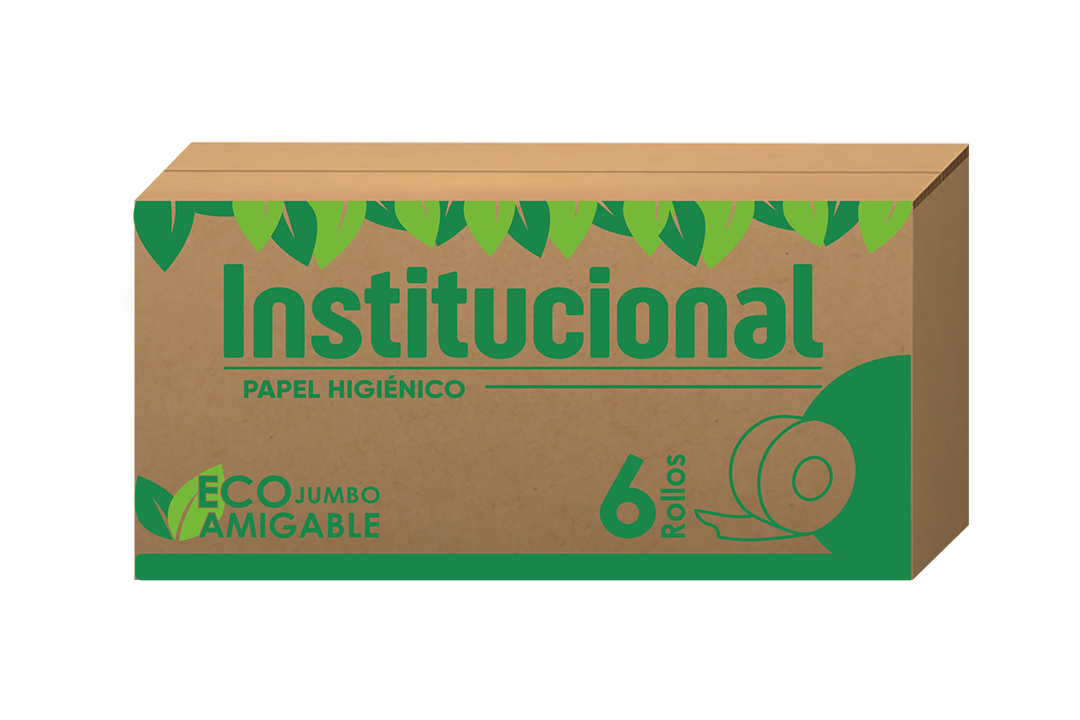 Institucional
PAPEL HIGIÉNICO
ECO JUMBO
AMIGABLE
6 Rollos